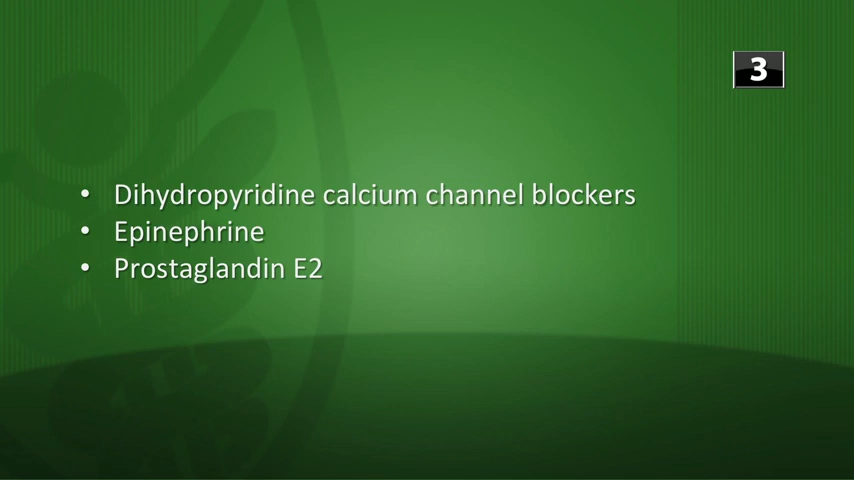 3
• Dihydropyridine calcium channel blockers
• Epinephrine
• Prostaglandin E2